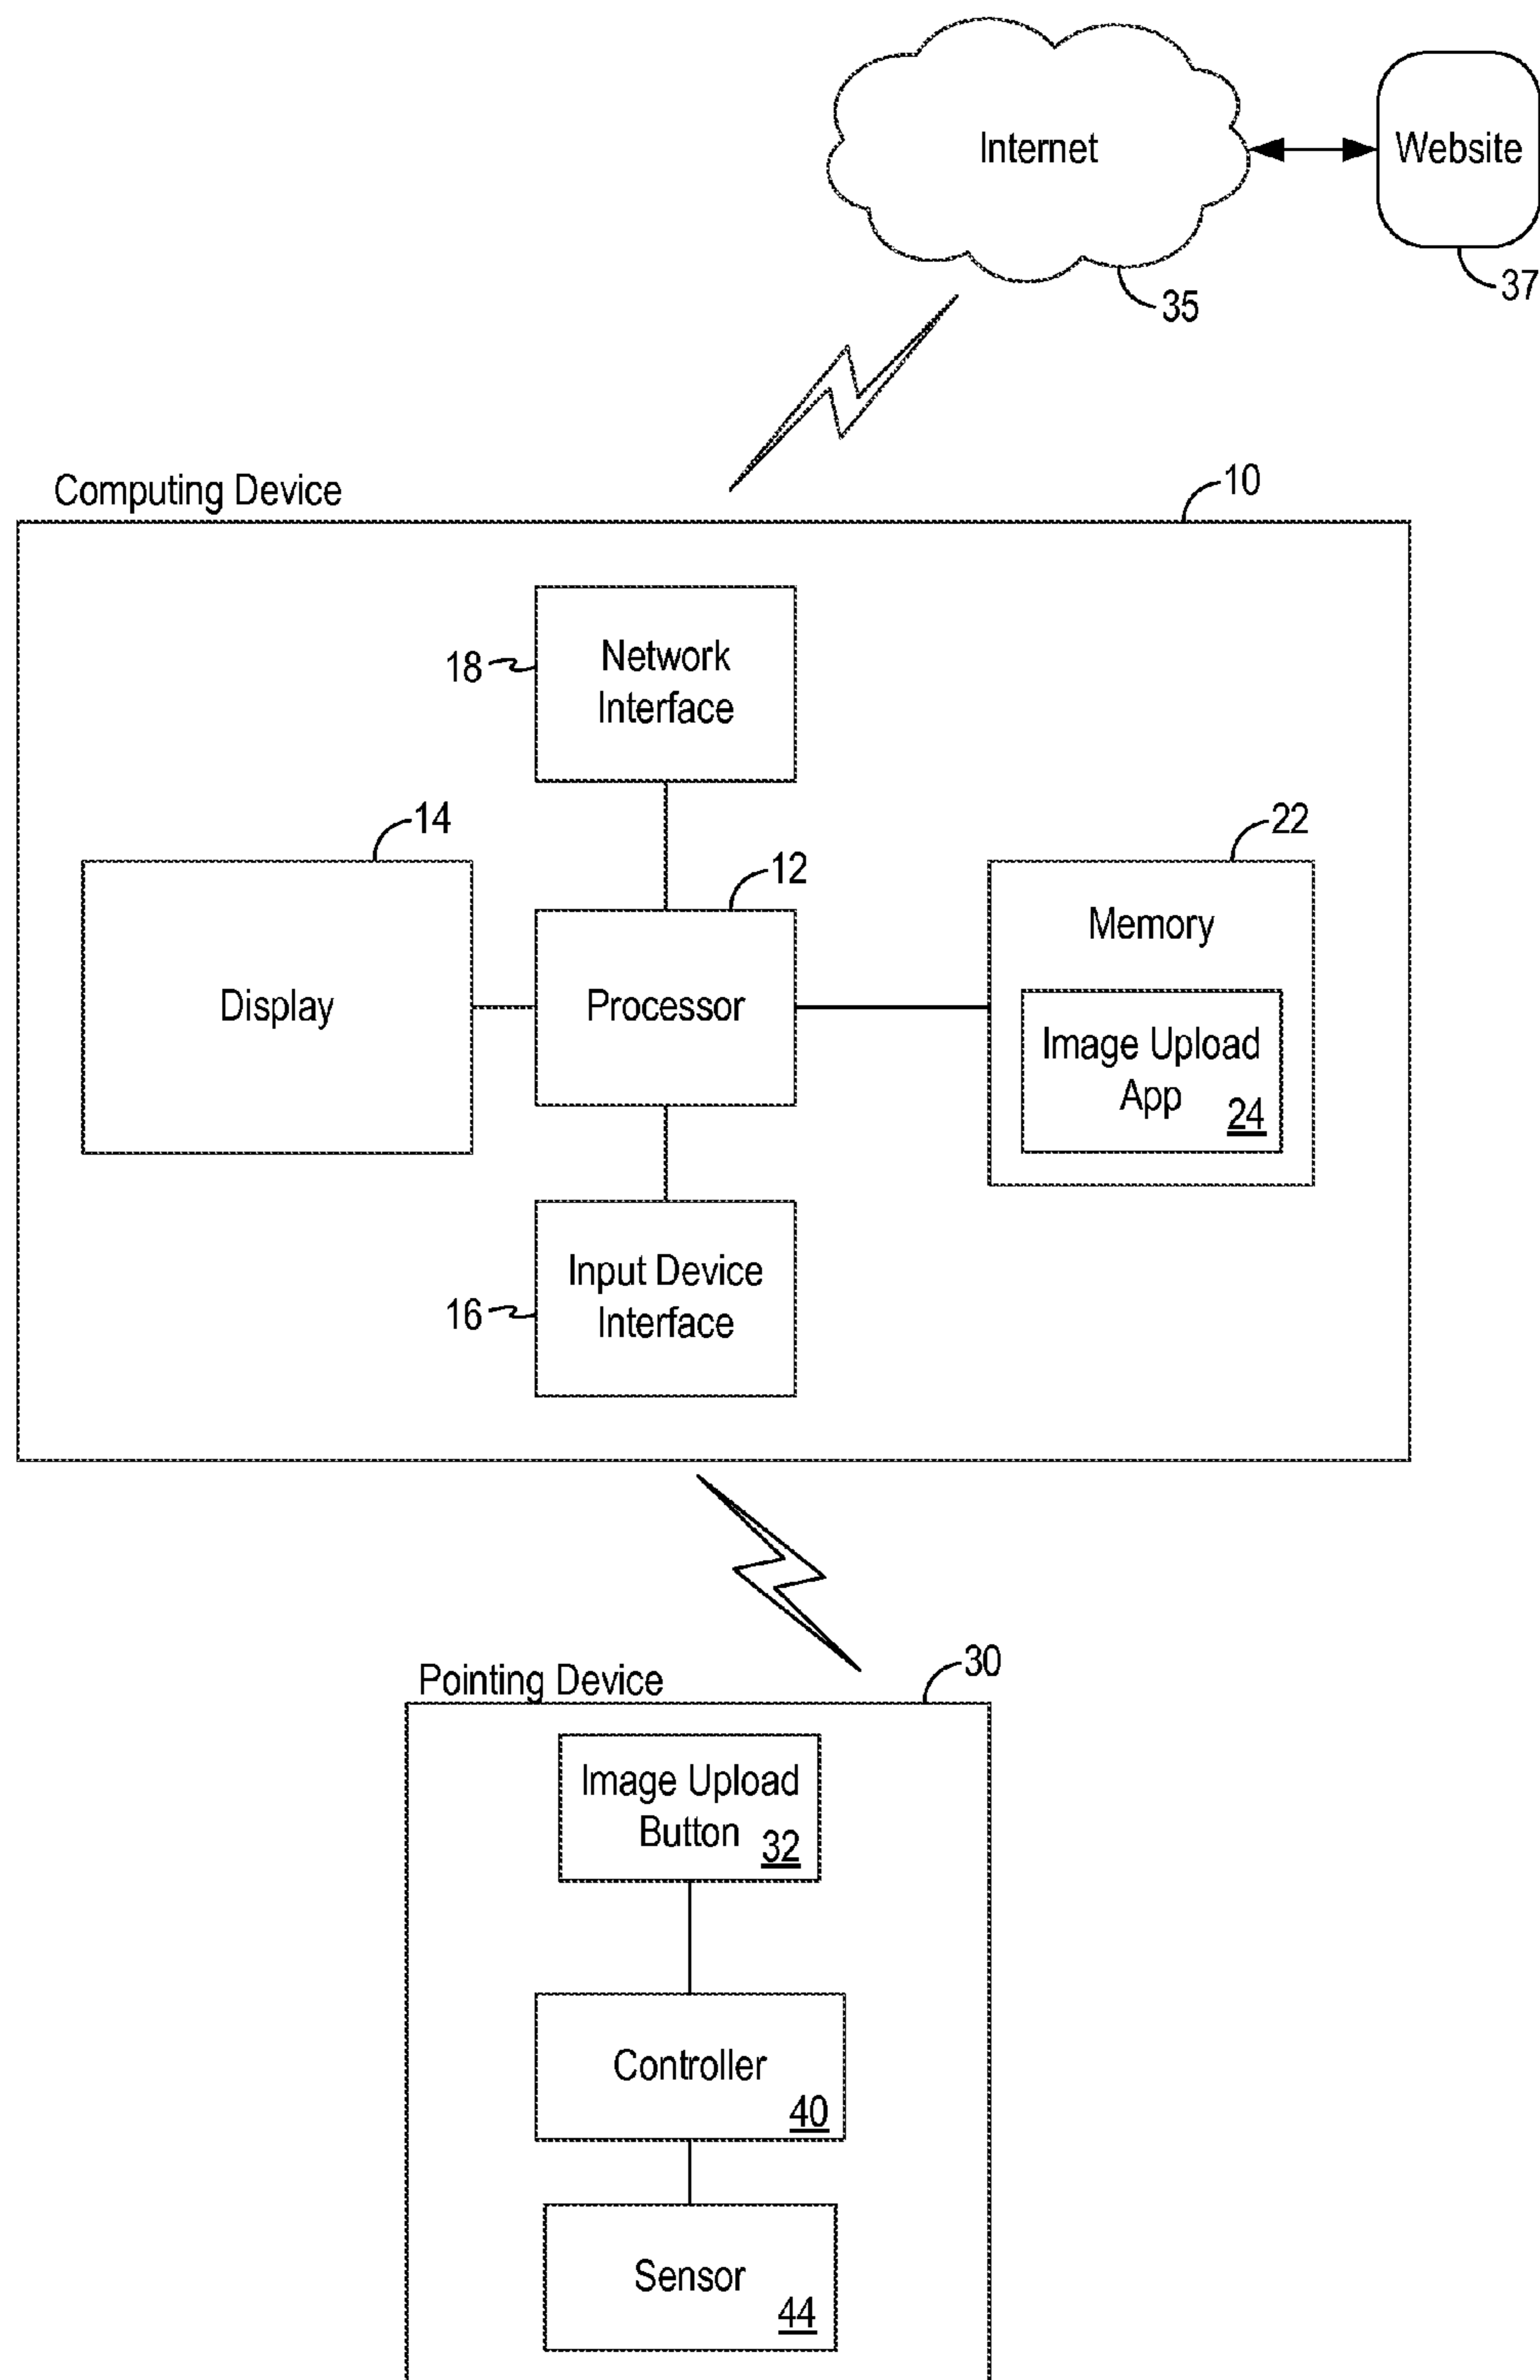 Internet
Website
37
35
Computing Device
10
18
Network
Interface
14
22
12
Memory
Display
Processor
Image Upload
App
24
16
Input Device
Interface
Pointing Device
30
Image Upload
Button
32
Controller
40
Sensor
44